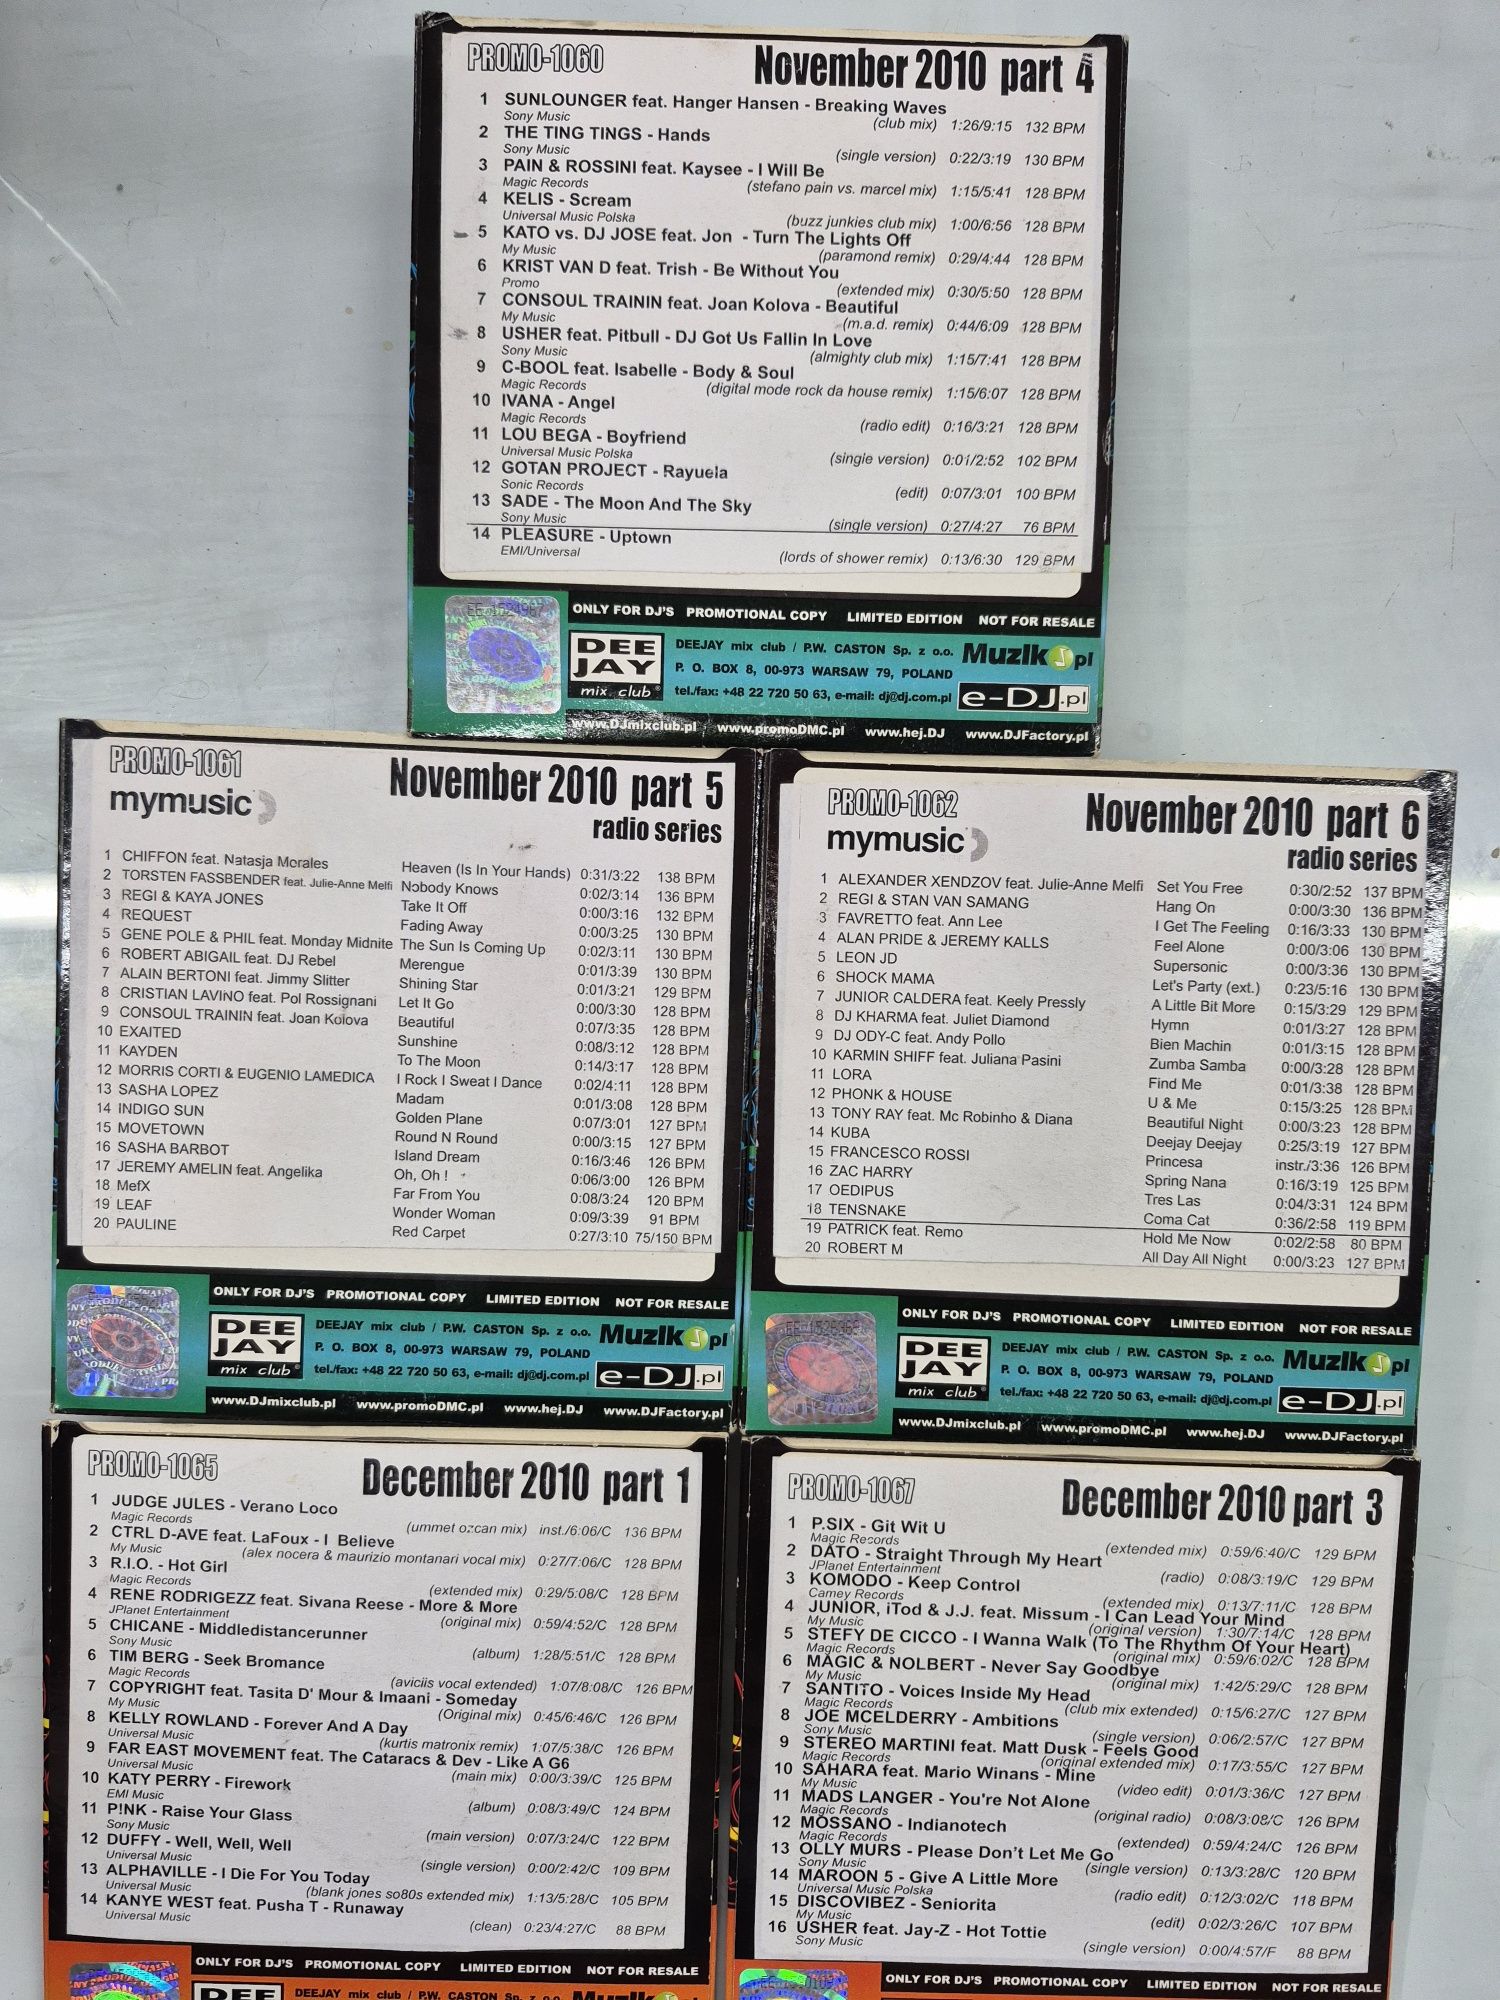 PROMO-1060 November 2010 part 4
1 SUNLOUNGER feat. Hanger Hansen - Breaking Waves
Sony Music (club mix) 1:26/9:15 132 BPM
2 THE TING TINGS - Hands
Sony Music (single version) 0:22/3:19 130 BPM
3 PAIN & ROSSINI feat. Kaysee - I Will Be
Magic Records (stefano pain vs. marcel mix) 1:15/5:41 128 BPM
4 KELIS - Scream
Universal Music Polska (buzz junkies club mix) 1:00/6:56 128 BPM
5 KATO vs. DJ JOSE feat. Jon - Turn The Lights Off
My Music (paramond remix) 0:29/4:44 128 BPM
6 KRIST VAN D feat. Trish - Be Without You
Promo (extended mix) 0:30/5:50 128 BPM
7 CONSOUL TRAININ feat. Joan Kolova - Beautiful
My Music (m.a.d. remix) 0:44/6:09 128 BPM
8 USHER feat. Pitbull - DJ Got Us Fallin In Love
Sony Music (almighty club mix) 1:15/7:41 128 BPM
9 C-BOOL feat. Isabelle - Body & Soul
Magic Records (digital mode rock da house remix) 1:15/6:07 128 BPM
10 IVANA - Angel
Magic Records (radio edit) 0:16/3:21 128 BPM
11 LOU BEGA - Boyfriend
Universal Music Polska (single version) 0:01/2:52 102 BPM
12 GOTAN PROJECT - Rayuela
Sonic Records (edit) 0:07/3:01 100 BPM
13 SADE - The Moon And The Sky
Sony Music (single version) 0:27/4:27 76 BPM
14 PLEASURE - Uptown
EMI/Universal (lords of shower remix) 0:13/6:30 129 BPM
ONLY FOR DJ'S PROMOTIONAL COPY LIMITED EDITION NOT FOR RESALE
DEE JAY mix club
DEEJAY mix club / P.W. CASTON Sp. z o.o. Muzik.pl
P. O. BOX 8, 00-973 WARSAW 79, POLAND
tel./fax: +48 22 720 50 63, e-mail: dj@dj.com.pl e-DJ.pl
www.DJmixclub.pl www.promoDMC.pl www.hej.DJ www.DJFactory.pl
PROMO-1061 November 2010 part 5
mymusic radio series
1 CHIFFON feat. Natasja Morales Heaven (Is In Your Hands) 0:31/3:22 138 BPM
2 TORSTEN FASSBENDER feat. Julie-Anne Melfi Nobody Knows 0:02/3:14 136 BPM
3 REGI & KAYA JONES Take It Off 0:00/3:16 132 BPM
4 REQUEST Fading Away 0:00/3:25 130 BPM
5 GENE POLE & PHIL feat. Monday Midnite The Sun Is Coming Up 0:02/3:11 130 BPM
6 ROBERT ABIGAIL feat. DJ Rebel Merengue 0:01/3:39 130 BPM
7 ALAIN BERTONI feat. Jimmy Slitter Shining Star 0:01/3:21 129 BPM
8 CRISTIAN LAVINO feat. Pol Rossignani Let It Go 0:00/3:30 128 BPM
9 CONSOUL TRAININ feat. Joan Kolova Beautiful 0:07/3:35 128 BPM
10 EXAITED Sunshine 0:08/3:12 128 BPM
11 KAYDEN To The Moon 0:14/3:17 128 BPM
12 MORRIS CORTI & EUGENIO LAMEDICA I Rock I Sweat I Dance 0:02/4:11 128 BPM
13 SASHA LOPEZ Madam 0:01/3:08 128 BPM
14 INDIGO SUN Golden Plane 0:07/3:01 127 BPM
15 MOVETOWN Round N Round 0:00/3:15 127 BPM
16 SASHA BARBOT Island Dream 0:16/3:46 126 BPM
17 JEREMY AMELIN feat. Angelika Oh, Oh ! 0:06/3:00 126 BPM
18 MefX Far From You 0:08/3:24 120 BPM
19 LEAF Wonder Woman 0:09/3:39 91 BPM
20 PAULINE Red Carpet 0:27/3:10 75/150 BPM
ONLY FOR DJ'S PROMOTIONAL COPY LIMITED EDITION NOT FOR RESALE
DEE JAY mix club
DEEJAY mix club / P.W. CASTON Sp. z o.o. Muzik.pl
P. O. BOX 8, 00-973 WARSAW 79, POLAND
tel./fax: +48 22 720 50 63, e-mail: dj@dj.com.pl e-DJ.pl
www.DJmixclub.pl www.promoDMC.pl www.hej.DJ www.DJFactory.pl
PROMO-1062 November 2010 part 6
mymusic radio series
1 ALEXANDER XENDZOV feat. Julie-Anne Melfi Set You Free 0:30/2:52 137 BPM
2 REGI & STAN VAN SAMANG Hang On 0:00/3:30 136 BPM
3 FAVRETTO feat. Ann Lee I Get The Feeling 0:16/3:33 130 BPM
4 ALAN PRIDE & JEREMY KALLS Feel Alone 0:00/3:06 130 BPM
5 LEON JD Supersonic 0:00/3:36 130 BPM
6 SHOCK MAMA Let's Party (ext.) 0:23/5:16 130 BPM
7 JUNIOR CALDERA feat. Keely Pressly A Little Bit More 0:15/3:29 129 BPM
8 DJ KHARMA feat. Juliet Diamond Hymn 0:01/3:27 128 BPM
9 DJ ODY-C feat. Andy Pollo Bien Machin 0:01/3:15 128 BPM
10 KARMIN SHIFF feat. Juliana Pasini Zumba Samba 0:00/3:28 128 BPM
11 LORA Find Me 0:01/3:38 128 BPM
12 PHONK & HOUSE U & Me 0:15/3:25 128 BPM
13 TONY RAY feat. Mc Robinho & Diana Beautiful Night 0:00/3:23 128 BPM
14 KUBA Deejay Deejay 0:25/3:19 127 BPM
15 FRANCESCO ROSSI Princesa instr./3:36 126 BPM
16 ZAC HARRY Spring Nana 0:16/3:19 125 BPM
17 OEDIPUS Tres Las 0:04/3:31 124 BPM
18 TENSNAKE Coma Cat 0:36/2:58 119 BPM
19 PATRICK feat. Remo Hold Me Now 0:02/2:58 80 BPM
20 ROBERT M All Day All Night 0:00/3:23 127 BPM
ONLY FOR DJ'S PROMOTIONAL COPY LIMITED EDITION NOT FOR RESALE
DEE JAY mix club
DEEJAY mix club / P.W. CASTON Sp. z o.o. Muzik.pl
P. O. BOX 8, 00-973 WARSAW 79, POLAND
tel./fax: +48 22 720 50 63, e-mail: dj@dj.com.pl e-DJ.pl
www.DJmixclub.pl www.promoDMC.pl www.hej.DJ www.DJFactory.pl
PROMO-1065 December 2010 part 1
1 JUDGE JULES - Verano Loco
Magic Records (ummet ozcan mix) inst./6:06/C 136 BPM
2 CTRL D-AVE feat. LaFoux - I Believe
My Music (alex nocera & maurizio montanari vocal mix) 0:27/7:06/C 128 BPM
3 R.I.O. - Hot Girl
Magic Records (extended mix) 0:29/5:08/C 128 BPM
4 RENE RODRIGEZZ feat. Sivana Reese - More & More
JPlanet Entertainment (original mix) 0:59/4:52/C 128 BPM
5 CHICANE - Middledistancerunner
Sony Music (album) 1:28/5:51/C 128 BPM
6 TIM BERG - Seek Bromance
Magic Records (aviciis vocal extended) 1:07/8:08/C 126 BPM
7 COPYRIGHT feat. Tasita D' Mour & Imaani - Someday
My Music (Original mix) 0:45/6:46/C 126 BPM
8 KELLY ROWLAND - Forever And A Day
Universal Music (kurtis matronix remix) 1:07/5:38/C 126 BPM
9 FAR EAST MOVEMENT feat. The Cataracs & Dev - Like A G6
Universal Music (main mix) 0:00/3:39/C 125 BPM
10 KATY PERRY - Firework
EMI Music (album) 0:08/3:49/C 124 BPM
11 P!NK - Raise Your Glass
Sony Music (main version) 0:07/3:24/C 122 BPM
12 DUFFY - Well, Well, Well
Universal Music (single version) 0:00/2:42/C 109 BPM
13 ALPHAVILLE - I Die For You Today
Universal Music (blank jones so80s extended mix) 1:13/5:28/C 105 BPM
14 KANYE WEST feat. Pusha T - Runaway
Universal Music (clean) 0:23/4:27/C 88 BPM
ONLY FOR DJ'S PROMOTIONAL COPY LIMITED EDITION NOT FOR RESALE
DEE
DEEJAY mix club / P.W. CASTON Sp. z o.o. Muzik.pl
PROMO-1067 December 2010 part 3
1 P.SIX - Git Wit U
Magic Records (extended mix) 0:59/6:40/C 129 BPM
2 DATO - Straight Through My Heart
JPlanet Entertainment (radio) 0:08/3:19/C 129 BPM
3 KOMODO - Keep Control
Camey Records (extended mix) 0:13/7:11/C 128 BPM
4 JUNIOR, iTod & J.J. feat. Missum - I Can Lead Your Mind
My Music (original version) 1:30/7:14/C 128 BPM
5 STEFY DE CICCO - I Wanna Walk (To The Rhythm Of Your Heart)
Magic Records (original mix) 0:59/6:02/C 128 BPM
6 MAGIC & NOLBERT - Never Say Goodbye
My Music (original mix) 1:42/5:29/C 128 BPM
7 SANTITO - Voices Inside My Head
Magic Records (club mix extended) 0:15/6:27/C 127 BPM
8 JOE MCELDERRY - Ambitions
Sony Music (single version) 0:06/2:57/C 127 BPM
9 STEREO MARTINI feat. Matt Dusk - Feels Good
Magic Records (original extended mix) 0:17/3:55/C 127 BPM
10 SAHARA feat. Mario Winans - Mine
My Music (video edit) 0:01/3:36/C 127 BPM
11 MADS LANGER - You're Not Alone
Magic Records (original radio) 0:08/3:08/C 126 BPM
12 MOSSANO - Indianotech
Magic Records (extended) 0:59/4:24/C 126 BPM
13 OLLY MURS - Please Don't Let Me Go
Sony Music (single version) 0:13/3:28/C 120 BPM
14 MAROON 5 - Give A Little More
Universal Music Polska (radio edit) 0:12/3:02/C 118 BPM
15 DISCOVIBEZ - Seniorita
My Music (edit) 0:02/3:26/C 107 BPM
16 USHER feat. Jay-Z - Hot Tottie
Sony Music (single version) 0:00/4:57/F 88 BPM
ONLY FOR DJ'S PROMOTIONAL COPY LIMITED EDITION NOT FOR RESALE